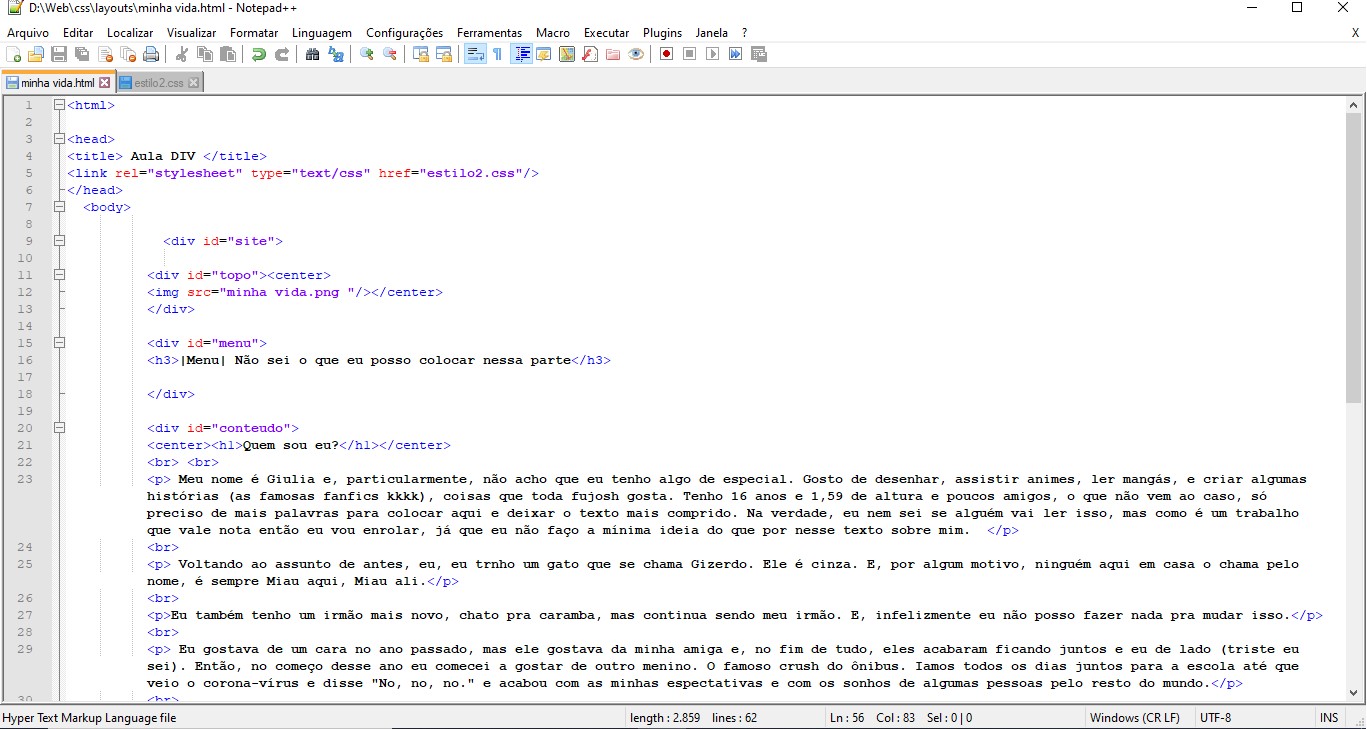 D:\Web\css\layouts\minha vida.html - Notepad++
Arquivo Editar Localizar Visualizar Formatar Linguagem Configurações Ferramentas Macro Executar Plugins Janela ? X
minha vida.html estilo2.css
1 <html>
2
3 <head>
4 <title> Aula DIV </title>
5 <link rel="stylesheet" type="text/css" href="estilo2.css"/>
6 </head>
7 <body>
8
9 <div id="site">
10
11 <div id="topo"><center>
12 <img src="minha vida.png "/></center>
13 </div>
14
15 <div id="menu">
16 <h3>|Menu| Não sei o que eu posso colocar nessa parte</h3>
17
18 </div>
19
20 <div id="conteudo">
21 <center><h1>Quem sou eu?</h1></center>
22 <br> <br>
23 <p> Meu nome é Giulia e, particularmente, não acho que eu tenho algo de especial. Gosto de desenhar, assistir animes, ler mangás, e criar algumas
histórias (as famosas fanfics kkkk), coisas que toda fujosh gosta. Tenho 16 anos e 1,59 de altura e poucos amigos, o que não vem ao caso, só
preciso de mais palavras para colocar aqui e deixar o texto mais comprido. Na verdade, eu nem sei se alguém vai ler isso, mas como é um trabalho
que vale nota então eu vou enrolar, já que eu não faço a mínima ideia do que por nesse texto sobre mim. </p>
24 <br>
25 <p> Voltando ao assunto de antes, eu, eu trnho um gato que se chama Gizerdo. Ele é cinza. E, por algum motivo, ninguém aqui em casa o chama pelo
nome, é sempre Miau aqui, Miau ali.</p>
26 <br>
27 <p>Eu também tenho um irmão mais novo, chato pra caramba, mas continua sendo meu irmão. E, infelizmente eu não posso fazer nada pra mudar isso.</p>
28 <br>
29 <p> Eu gostava de um cara no ano passado, mas ele gostava da minha amiga e, no fim de tudo, eles acabaram ficando juntos e eu de lado (triste eu
sei). Então, no começo desse ano eu comecei a gostar de outro menino. O famoso crush do ônibus. Iamos todos os dias juntos para a escola até que
veio o corona-vírus e disse "No, no, no." e acabou com as minhas espectativas e com os sonhos de algumas pessoas pelo resto do mundo.</p>
30 <br>
Hyper Text Markup Language file length : 2.859 lines : 62 Ln : 56 Col : 83 Sel : 0 | 0 Windows (CR LF) UTF-8 INS